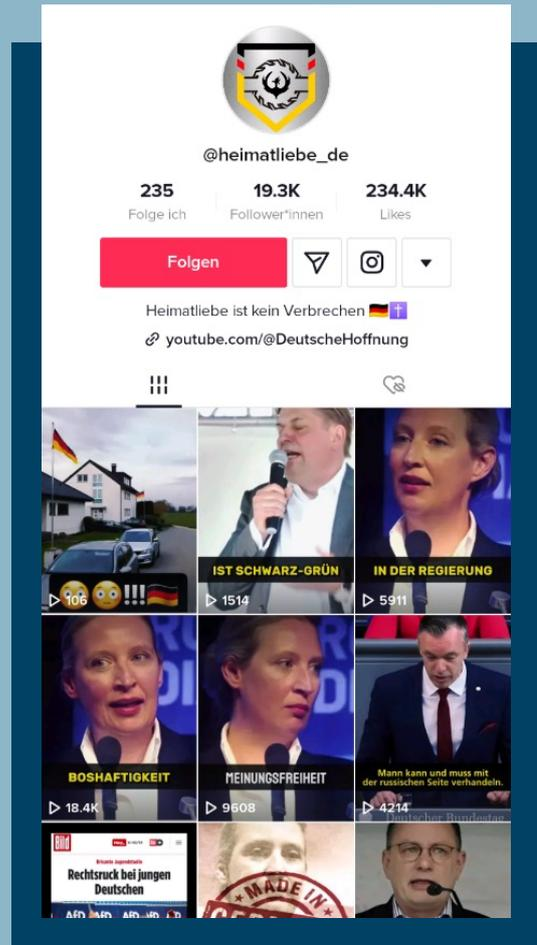 @heimatliebe_de
235
19.3K
234.4K
Folge ich
Follower*innen
Likes
Folgen
Heimatliebe ist kein Verbrechen
youtube.com/@DeutscheHoffnung
!!!
106
IST SCHWARZ-GRÜN
1514
IN DER REGIERUNG
5911
BOSHAFTIGKEIT
18.4K
MEINUNGSFREIHEIT
9608
Mann kann und muss mit
der russischen Seite verhandeln.
4214
Deutscher Bundestag
Bild
Rechtsruck bei jungen
Deutschen
AfD
AfD
MADE IN